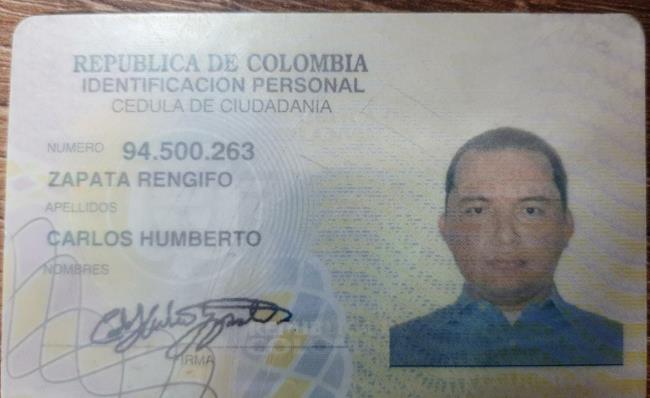 REPUBLICA DE COLOMBIA
IDENTIFICACION PERSONAL
CEDULA DE CIUDADANIA
NUMERO 94.500.263
ZAPATA RENGIFO
APELLIDOS
CARLOS HUMBERTO
NOMBRES
FIRMA